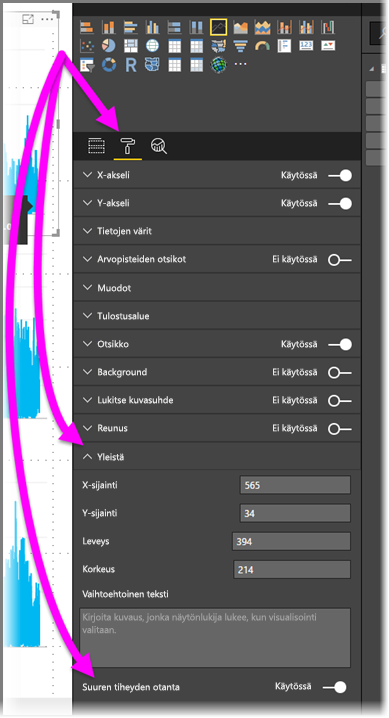 R
X-akseli Käytössä
Y-akseli Käytössä
Tietojen värit
Arvopisteiden otsikot Ei käytössä
Muodot
Tulostusalue
Otsikko Käytössä
Background Ei käytössä
Lukitse kuvasuhde Ei käytössä
Reunus Ei käytössä
Yleistä
X-sijainti 565
Y-sijainti 34
Leveys 394
Korkeus 214
Vaihtoehtoinen teksti
Kirjoita kuvaus, jonka näytönlukija lukee, kun visualisointi
valitaan.
Suuren tiheyden otanta Käytössä